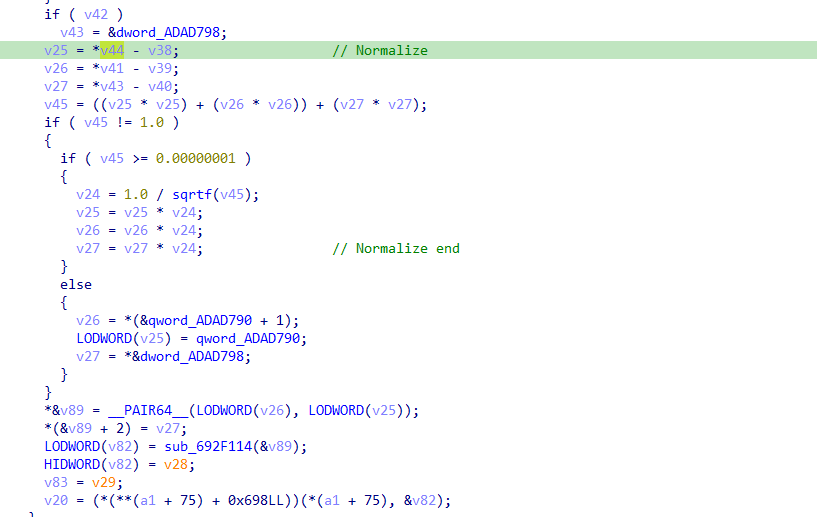 if ( v42 )
v43 = &dword_ADAD798;
v25 = *v44 - v38; // Normalize
v26 = *v41 - v39;
v27 = *v43 - v40;
v45 = ((v25 * v25) + (v26 * v26)) + (v27 * v27);
if ( v45 != 1.0 )
{
if ( v45 >= 0.00000001 )
{
v24 = 1.0 / sqrtf(v45);
v25 = v25 * v24;
v26 = v26 * v24;
v27 = v27 * v24; // Normalize end
}
else
{
v26 = *(&qword_ADAD790 + 1);
LODWORD(v25) = qword_ADAD790;
v27 = *&dword_ADAD798;
}
}
*&v89 = __PAIR64__(LODWORD(v26), LODWORD(v25));
*(&v89 + 2) = v27;
LODWORD(v82) = sub_692F114(&v89);
HIDWORD(v82) = v28;
v83 = v29;
v20 = (*(**(a1 + 75) + 0x698LL))(*(a1 + 75), &v82);